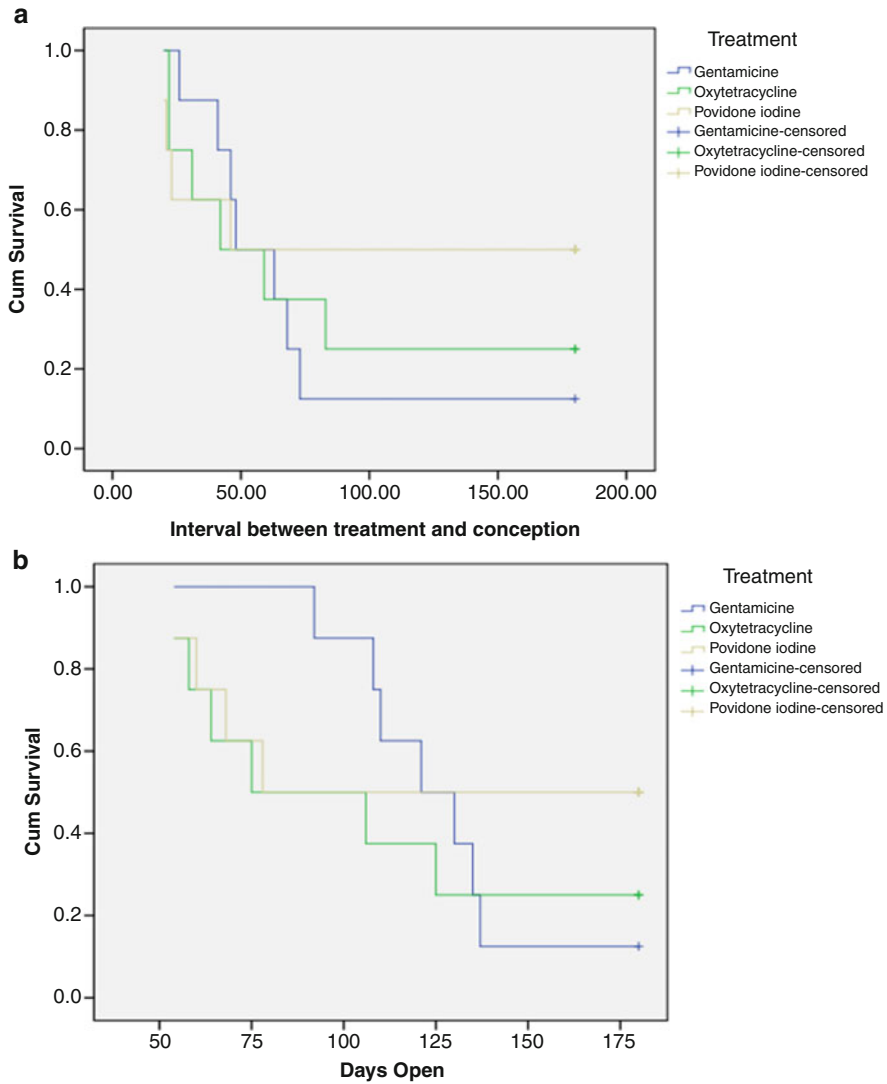 a
Treatment
Gentamicine
Oxytetracycline
Povidone iodine
Gentamicine-censored
Oxytetracycline-censored
Povidone iodine-censored
Cum Survival
1.0
0.8
0.6
0.4
0.2
0.0
0.00 50.00 100.00 150.00 200.00
Interval between treatment and conception
b
Treatment
Gentamicine
Oxytetracycline
Povidone iodine
Gentamicine-censored
Oxytetracycline-censored
Povidone iodine-censored
Cum Survival
1.0
0.8
0.6
0.4
0.2
0.0
50 75 100 125 150 175
Days Open